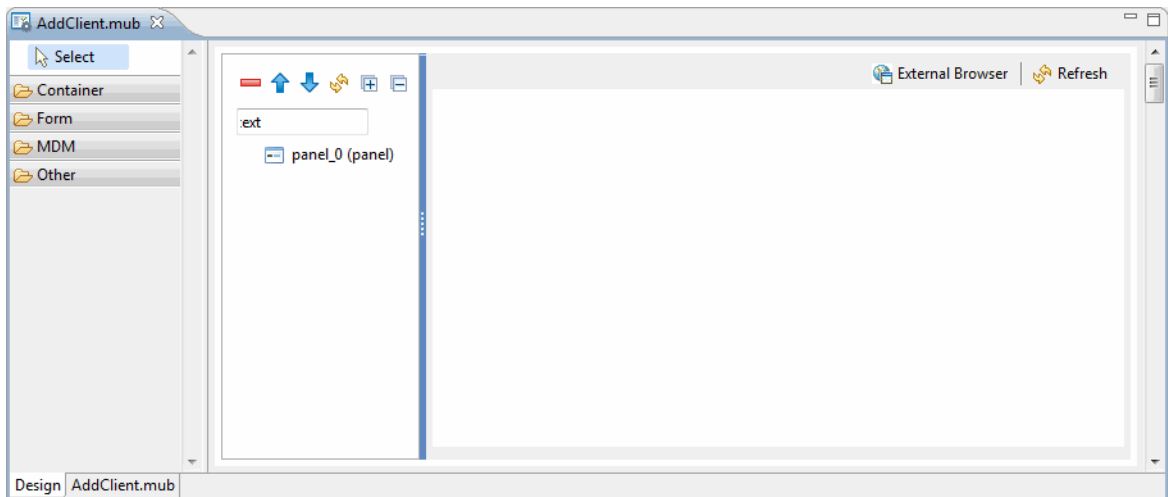 AddClient.mub
Select
Container
Form
MDM
Other
:ext
panel_0 (panel)
External Browser
Refresh
Design
AddClient.mub